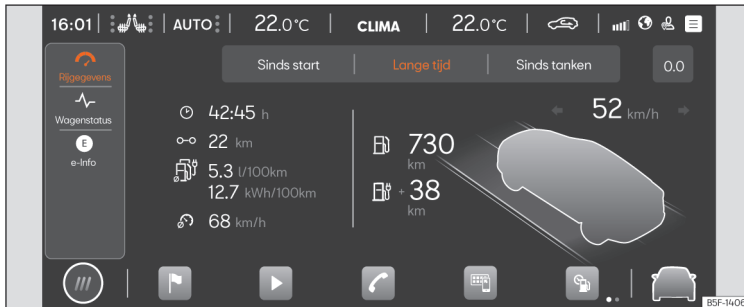 16:01 | AUTO | 22.0°C | CLIMA | 22.0°C
Sinds start | Lange tijd | Sinds tanken 0.0
Rijgegevens
Wagenstatus
E
e-Info
42:45 h
22 km
5.3 l/100km
12.7 kWh/100km
68 km/h
730
km
+ 38
km
52 km/h
B5F-1406